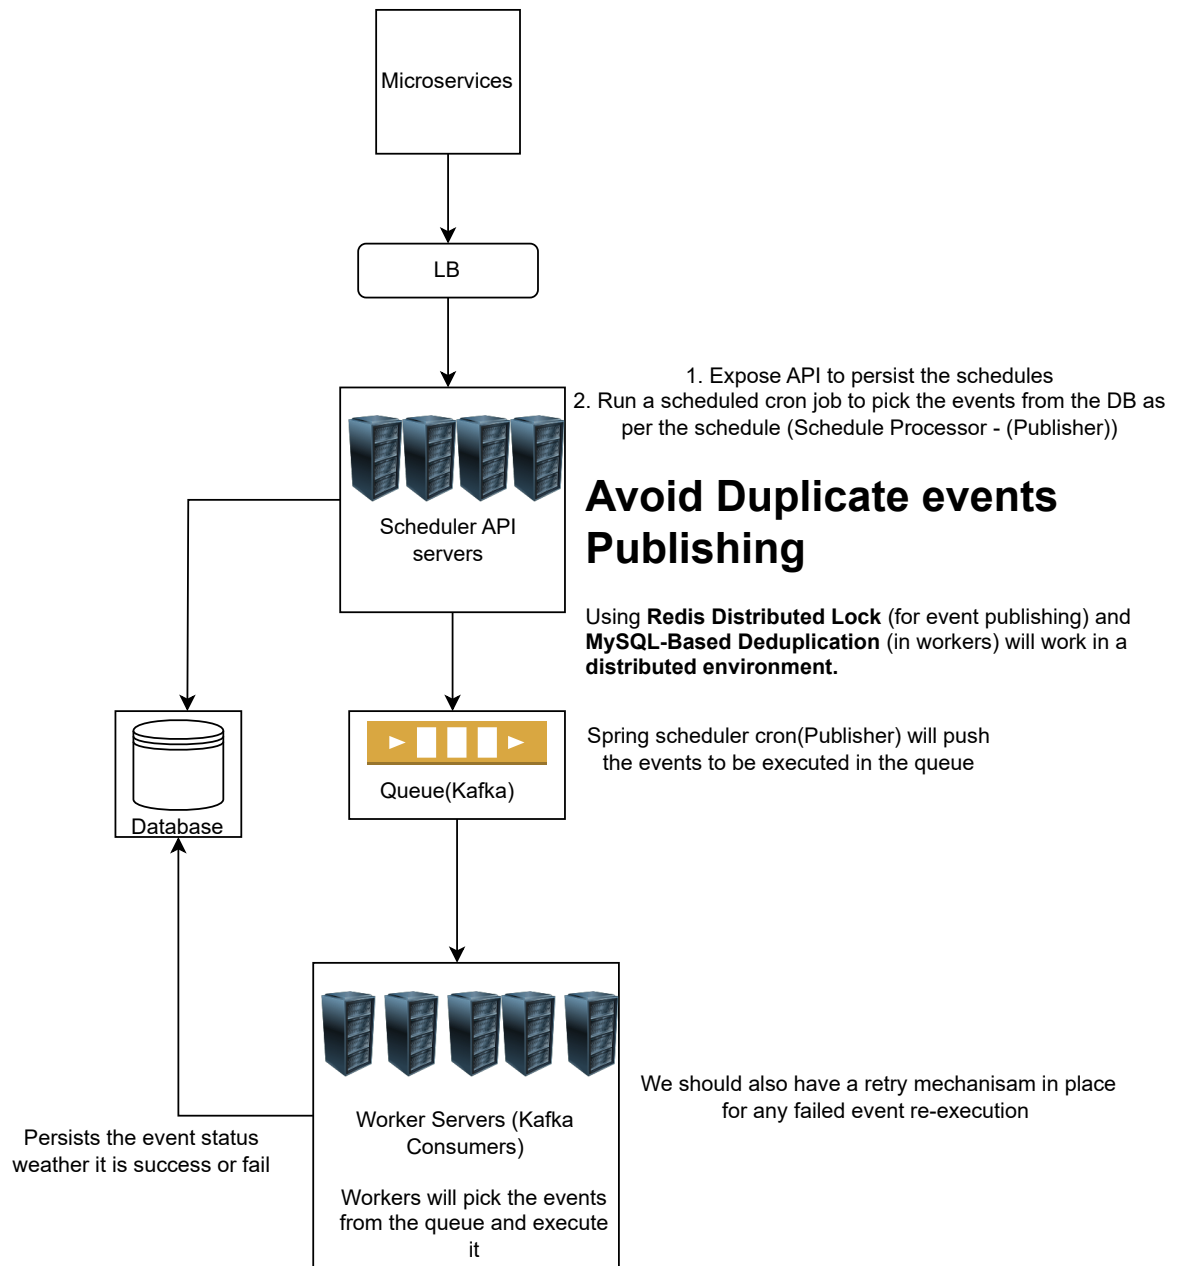 Microservices
LB
1. Expose API to persist the schedules
2. Run a scheduled cron job to pick the events from the DB as
per the schedule (Schedule Processor - (Publisher))
Scheduler API
servers
Avoid Duplicate events
Publishing
Using Redis Distributed Lock (for event publishing) and
MySQL-Based Deduplication (in workers) will work in a
distributed environment.
Spring scheduler cron(Publisher) will push
the events to be executed in the queue
Queue(Kafka)
Database
We should also have a retry mechanisam in place
for any failed event re-execution
Worker Servers (Kafka
Consumers)
Persists the event status
weather it is success or fail
Workers will pick the events
from the queue and execute
it